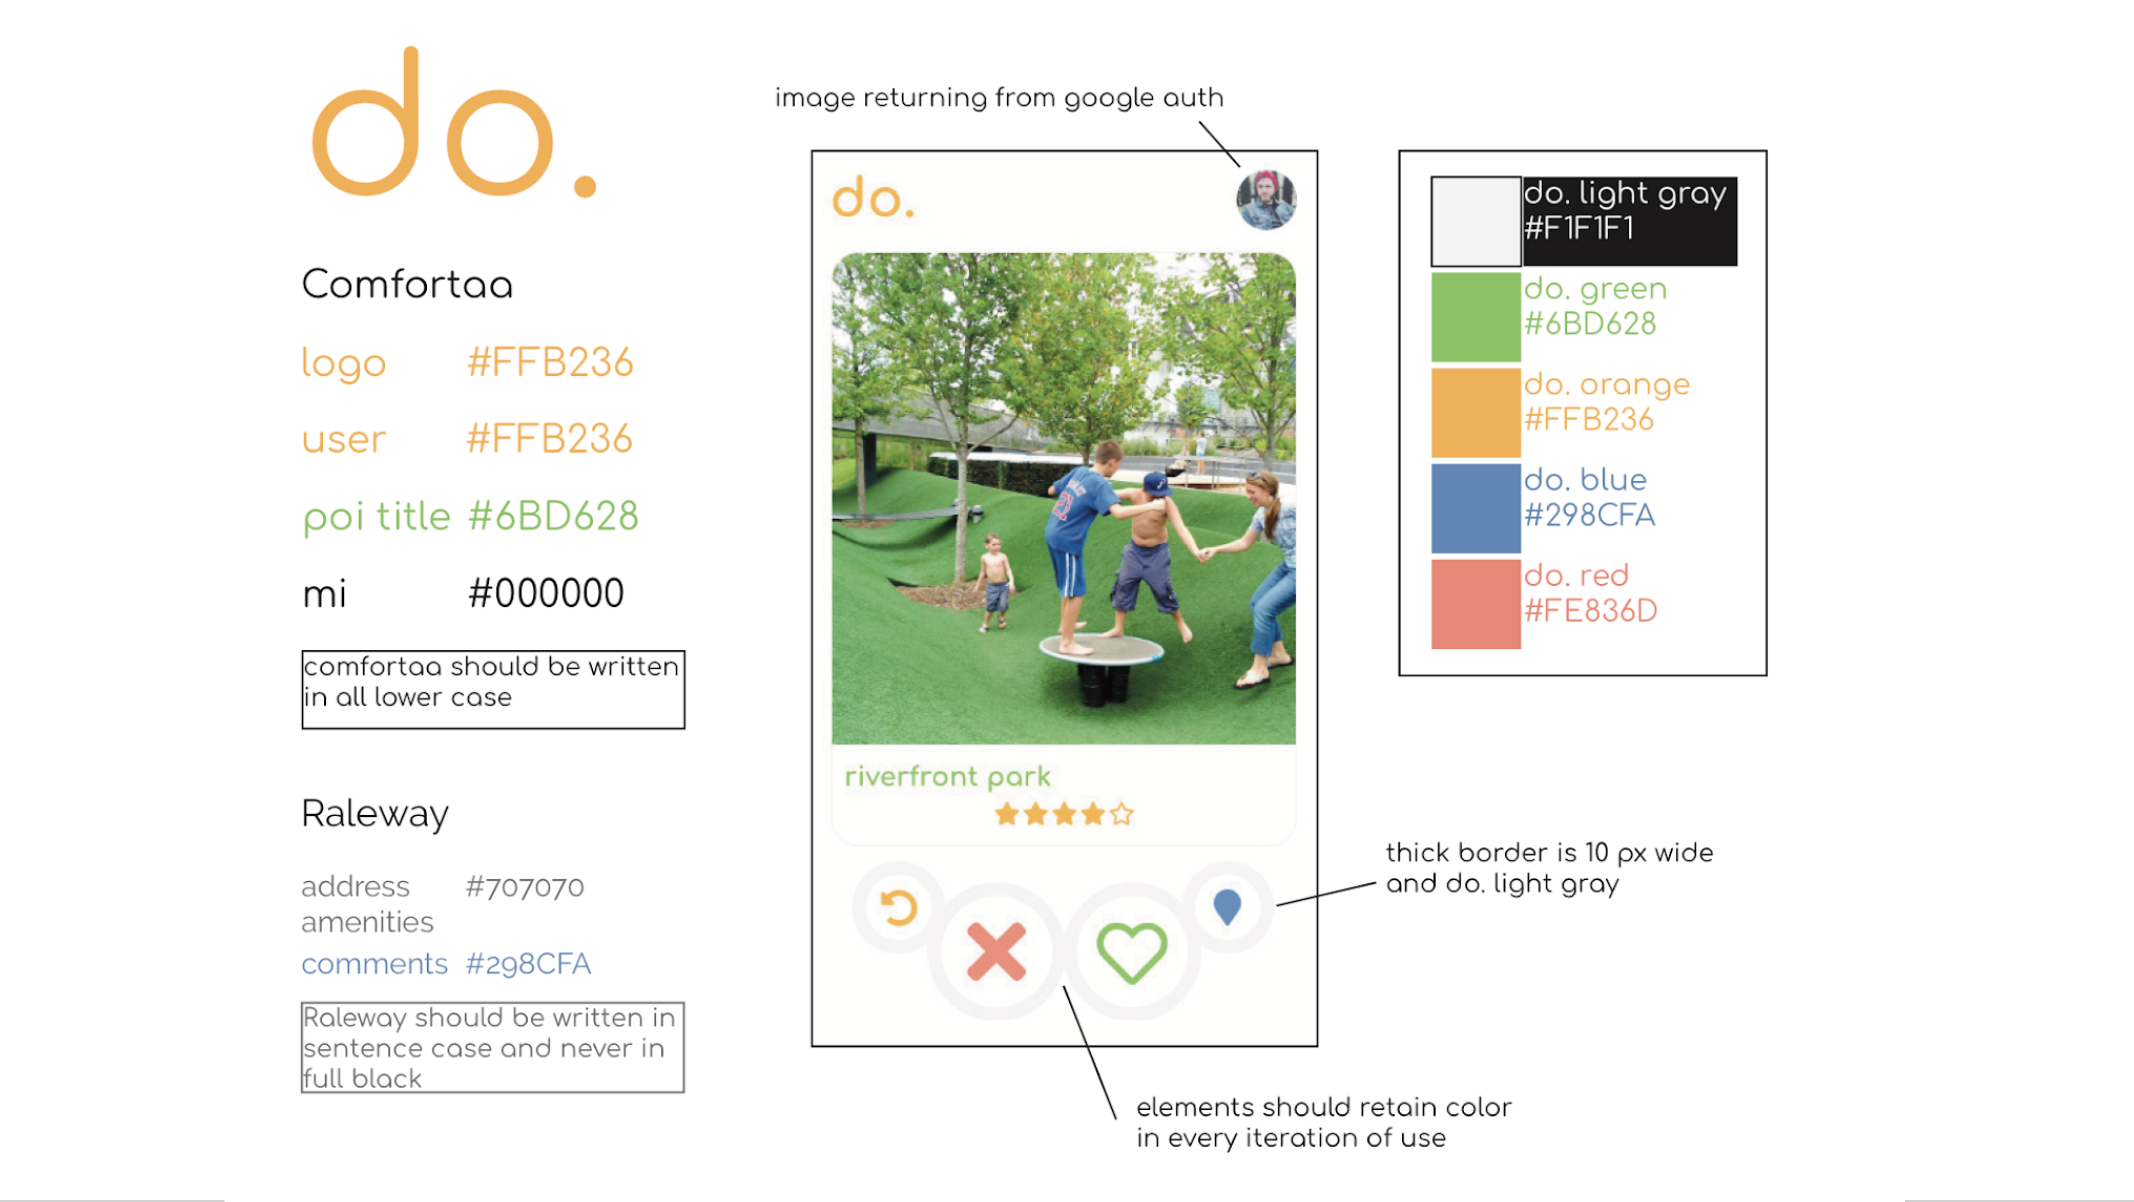 do.
Comfortaa
logo #FFB236
user #FFB236
poi title #6BD628
mi #000000
comfortaa should be written
in all lower case
Raleway
address #707070
amenities
comments #298CFA
Raleway should be written in
sentence case and never in
full black
image returning from google auth
do.
riverfront park
thick border is 10 px wide
and do. light gray
elements should retain color
in every iteration of use
do. light gray
#F1F1F1
do. green
#6BD628
do. orange
#FFB236
do. blue
#298CFA
do. red
#FE836D